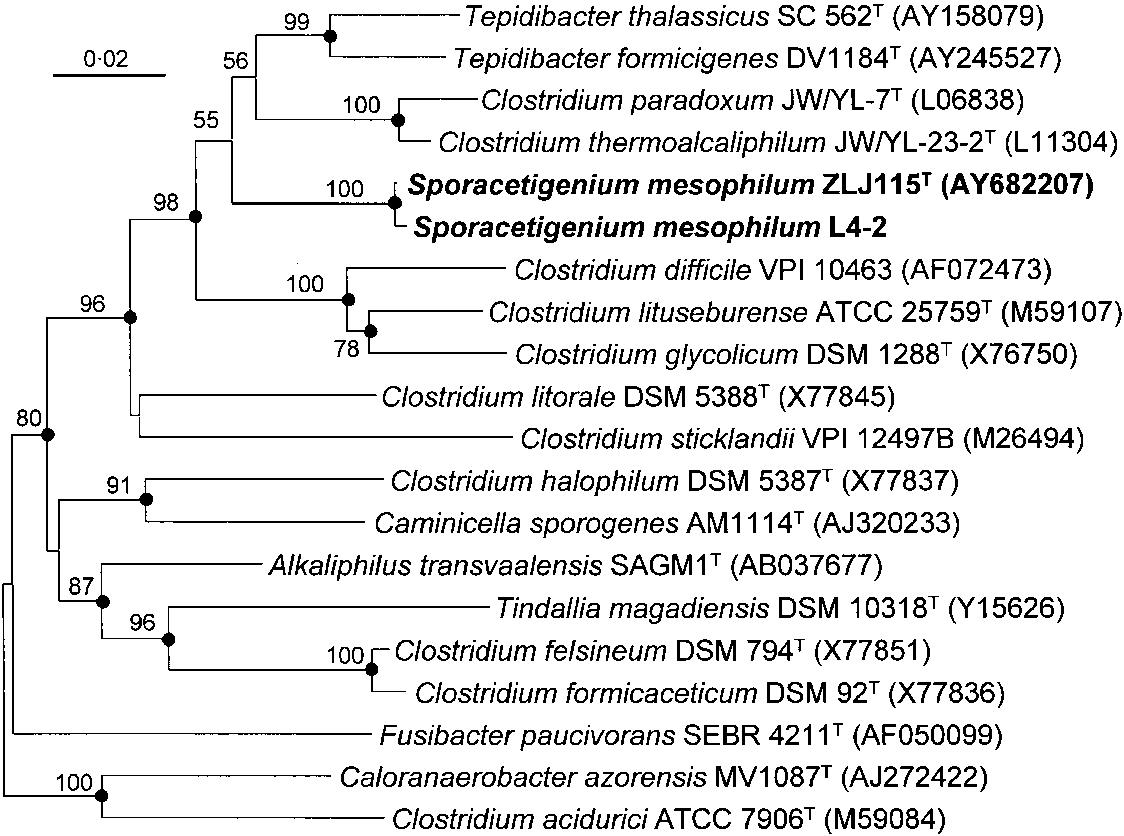 99 Tepidibacter thalassicus SC 562ᵀ (AY158079)
0·02 56 Tepidibacter formicigenes DV1184ᵀ (AY245527)
100 Clostridium paradoxum JW/YL-7ᵀ (L06838)
55 Clostridium thermoalcaliphilum JW/YL-23-2ᵀ (L11304)
100 Sporacetigenium mesophilum ZLJ115ᵀ (AY682207)
98 Sporacetigenium mesophilum L4-2
100 Clostridium difficile VPI 10463 (AF072473)
96 Clostridium lituseburense ATCC 25759ᵀ (M59107)
78 Clostridium glycolicum DSM 1288ᵀ (X76750)
Clostridium litorale DSM 5388ᵀ (X77845)
80 Clostridium sticklandii VPI 12497B (M26494)
91 Clostridium halophilum DSM 5387ᵀ (X77837)
Caminicella sporogenes AM1114ᵀ (AJ320233)
87 Alkaliphilus transvaalensis SAGM1ᵀ (AB037677)
96 Tindallia magadiensis DSM 10318ᵀ (Y15626)
100 Clostridium felsineum DSM 794ᵀ (X77851)
Clostridium formicaceticum DSM 92ᵀ (X77836)
Fusibacter paucivorans SEBR 4211ᵀ (AF050099)
100 Caloranaerobacter azorensis MV1087ᵀ (AJ272422)
Clostridium acidurici ATCC 7906ᵀ (M59084)